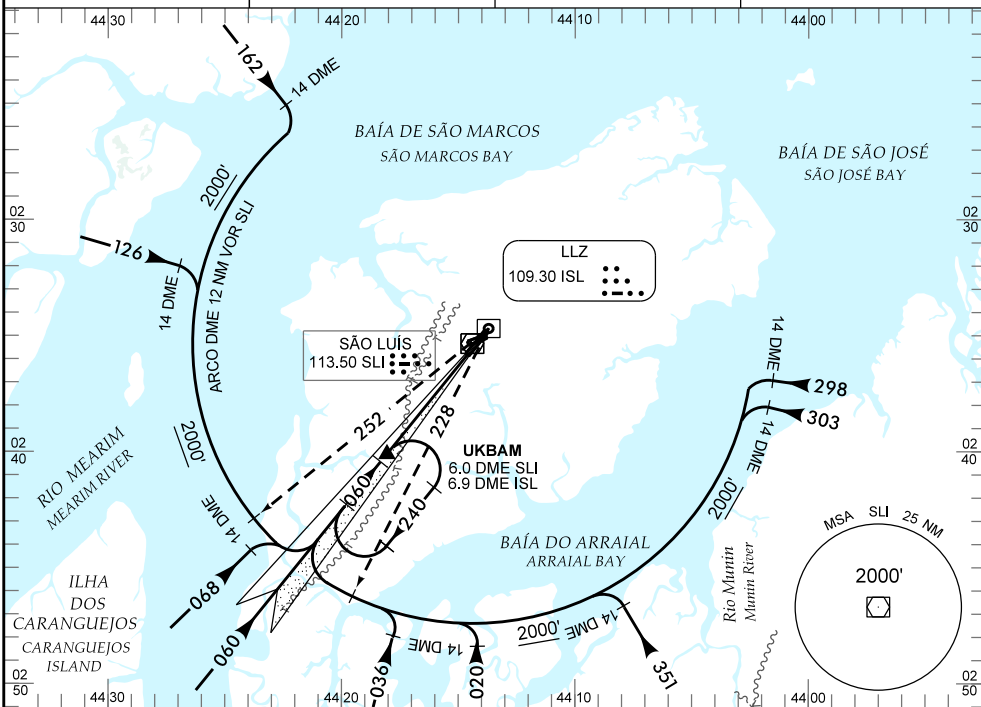 44 30
44 20
44 10
44 00
162
14 DME
BAÍA DE SÃO MARCOS
SÃO MARCOS BAY
BAÍA DE SÃO JOSÉ
SÃO JOSÉ BAY
2000'
02
30
02
30
126
14 DME
ARCO DME 12 NM VOR SLI
LLZ
109.30 ISL
SÃO LUÍS
113.50 SLI
14 DME
298
303
14 DME
252
228
2000'
RIO MEARIM
MEARIM RIVER
02
40
02
40
UKBAM
6.0 DME SLI
6.9 DME ISL
060
240
2000'
14 DME
MSA SLI 25 NM
2000'
BAÍA DO ARRAIAL
ARRAIAL BAY
Rio Munin
Munin River
068
ILHA
DOS
CARANGUEJOS
CARANGUEJOS
ISLAND
060
036
14 DME
020
2000'
14 DME
351
02
50
02
50
44 30
44 20
44 10
44 00